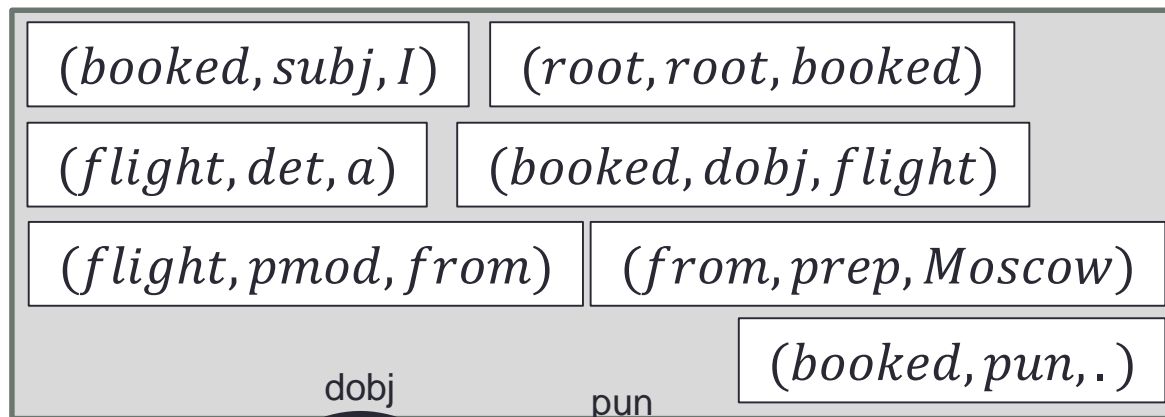 (booked, subj, I) (root, root, booked)
(flight, det, a) (booked, dobj, flight)
(flight, pmod, from) (from, prep, Moscow)
(booked, pun, . )
dobj
pun